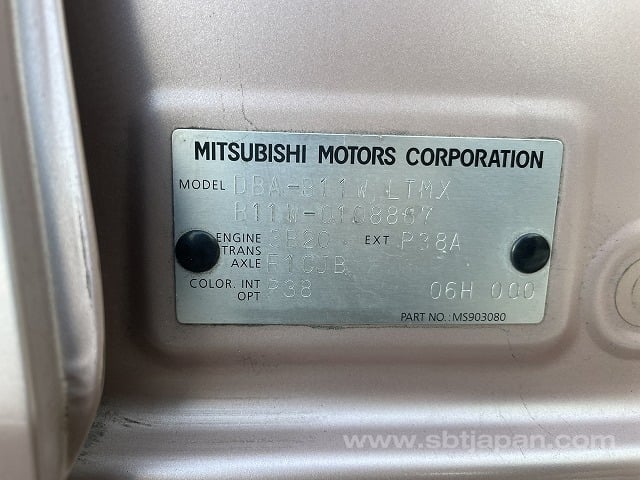 MITSUBISHI MOTORS CORPORATION
MODEL DBA-B11W LTMX
B11W-0108867
ENGINE 3B20 EXT P38A
TRANS
AXLE F1CJB
COLOR. INT P38 06H 000
OPT
PART NO.:MS903080
www.sbtjapan.com